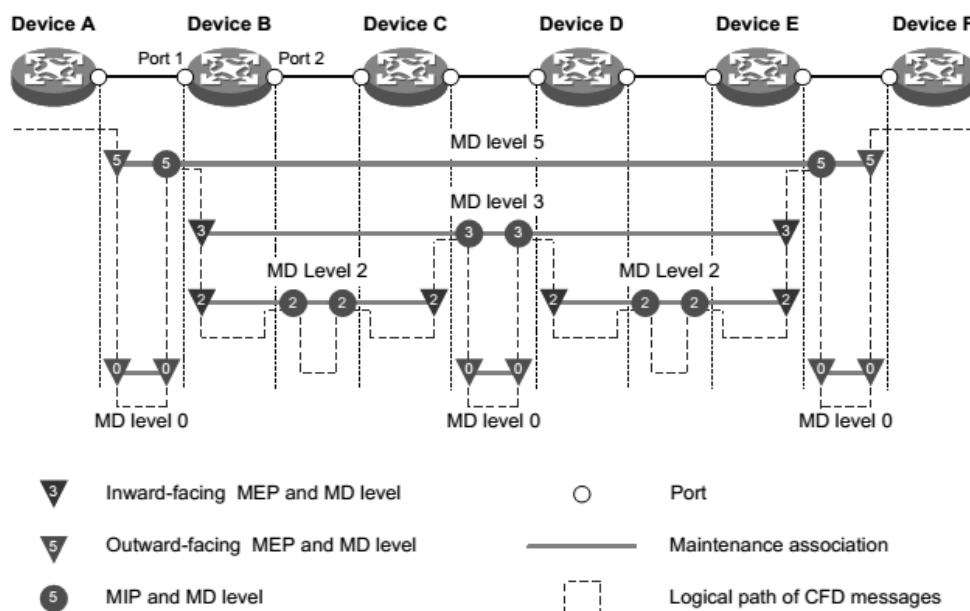 Device A Device B Device C Device D Device E Device F
Port 1 Port 2
MD level 5
5 5 5 5
MD level 3
3 3 3 3
MD Level 2 MD Level 2
2 2 2 2 2 2 2 2
0 0 0 0 0 0
MD level 0 MD level 0 MD level 0
3 Inward-facing MEP and MD level Port
5 Outward-facing MEP and MD level Maintenance association
5 MIP and MD level Logical path of CFD messages